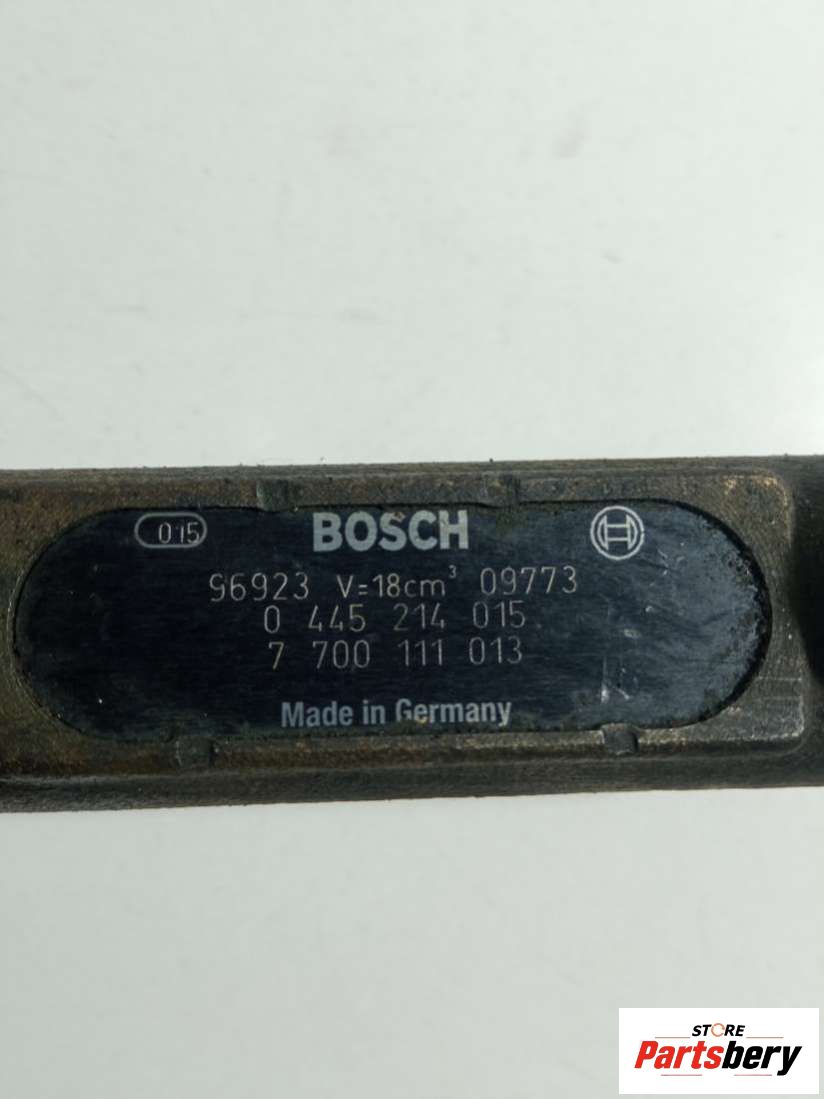 015 BOSCH
96923 V=18cm³ 09773
0 445 214 015
7 700 111 013
Made in Germany
STORE
Partsbery